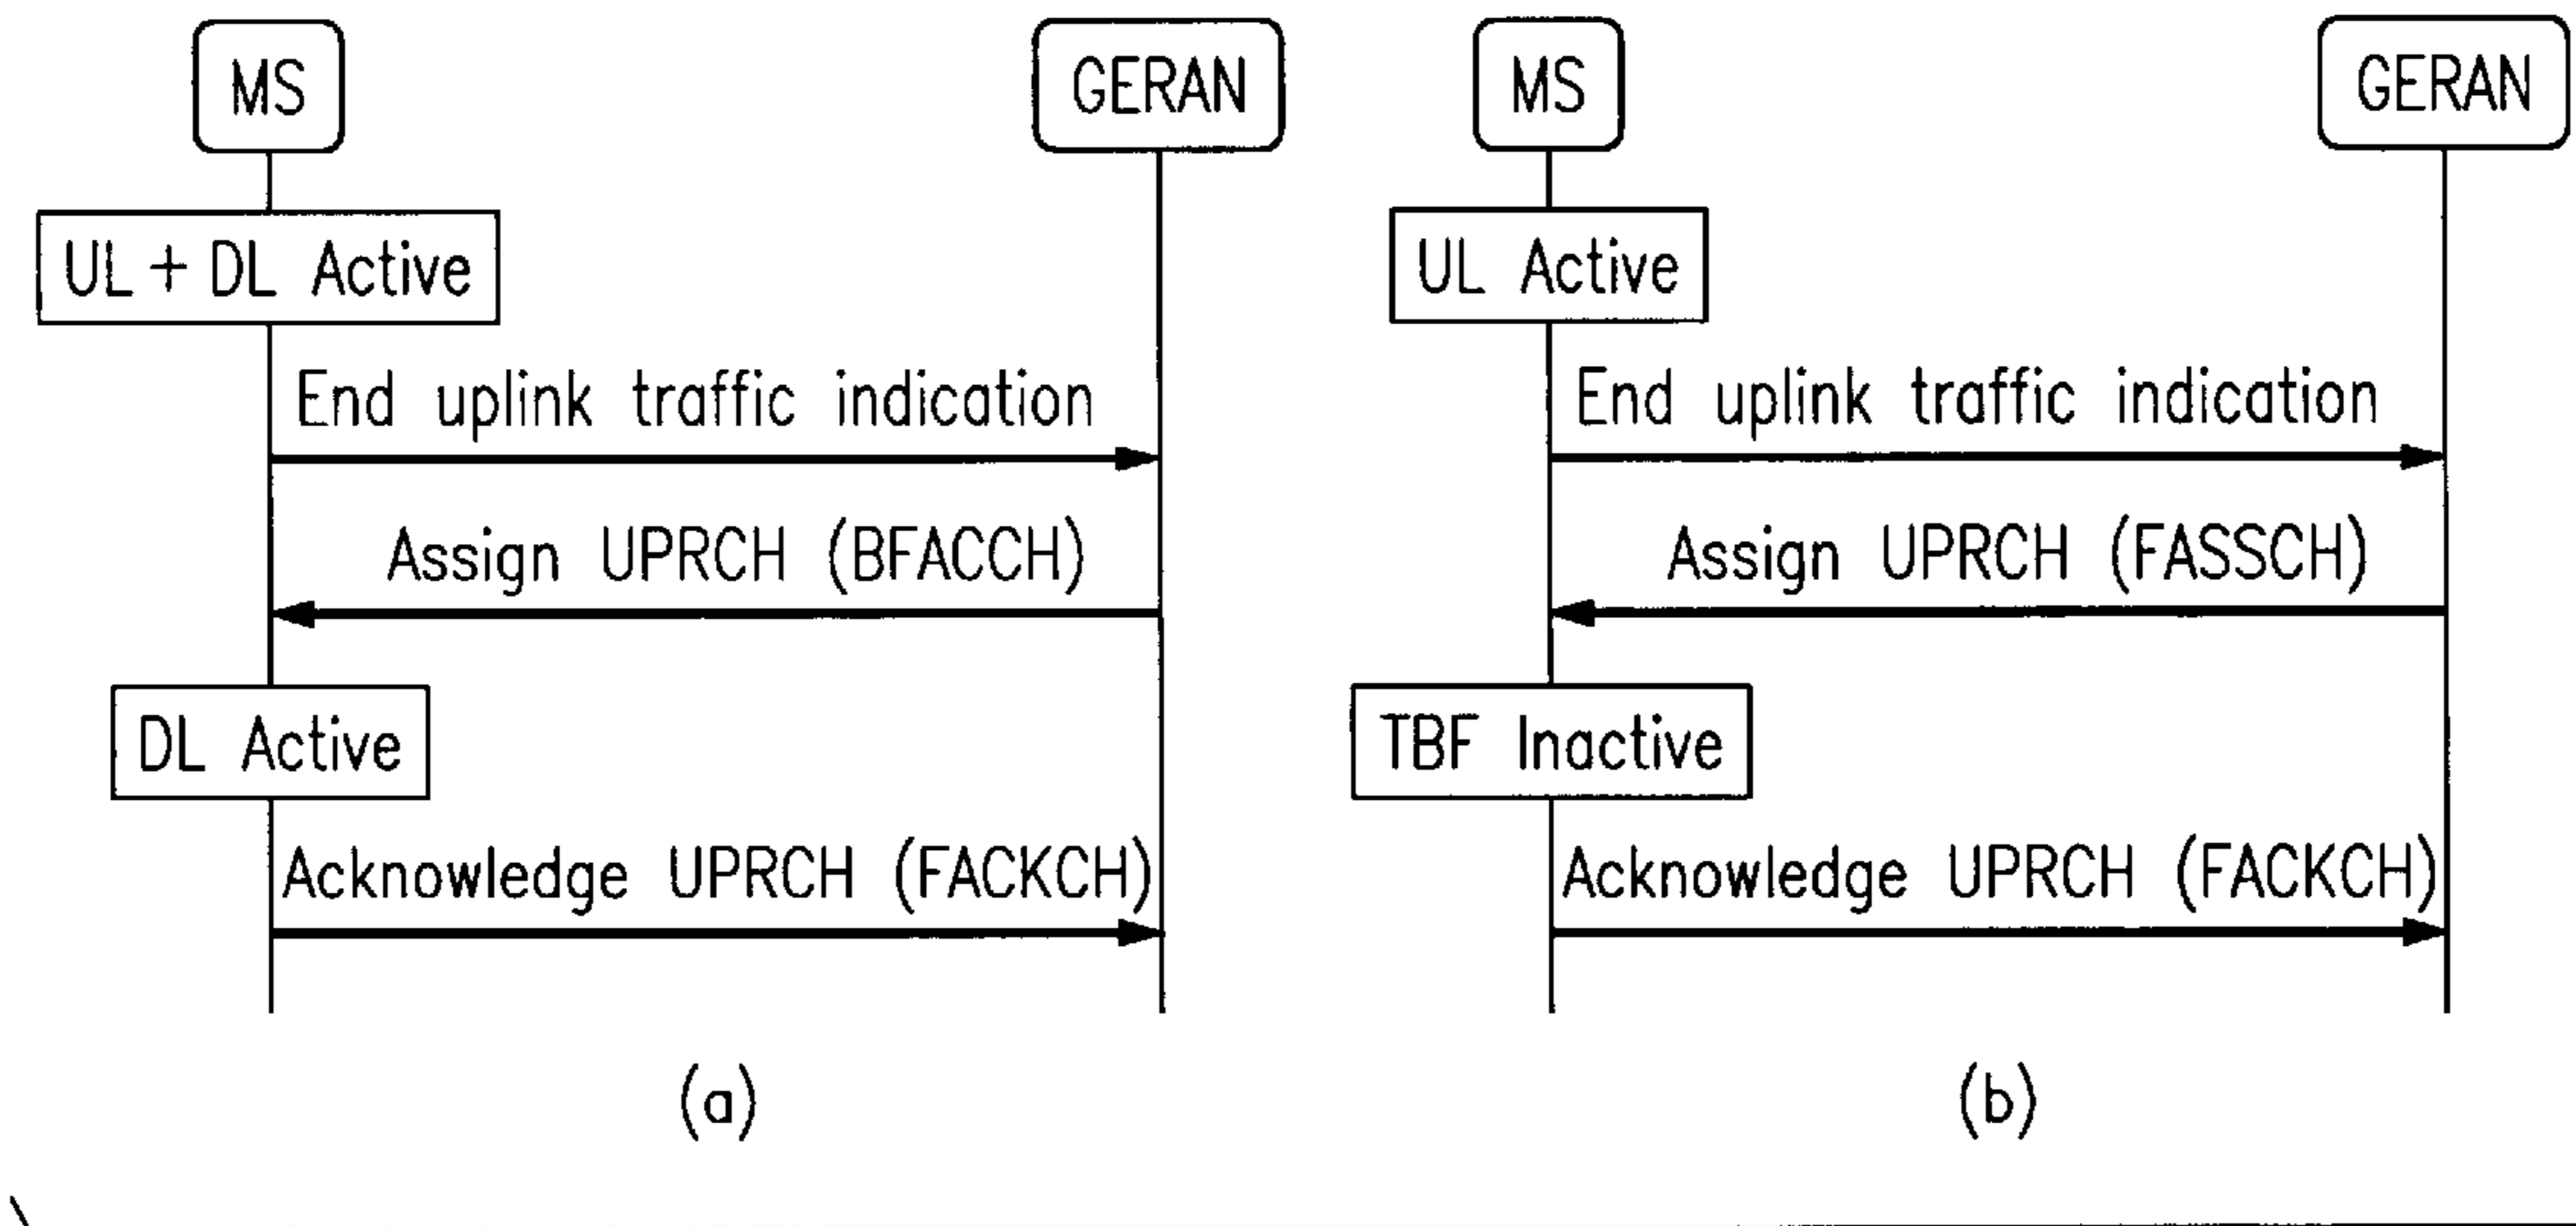 MS
GERAN
UL + DL Active
End uplink traffic indication
Assign UPRCH (BFACCH)
DL Active
Acknowledge UPRCH (FACKCH)
(a)
MS
GERAN
UL Active
End uplink traffic indication
Assign UPRCH (FASSCH)
TBF Inactive
Acknowledge UPRCH (FACKCH)
(b)